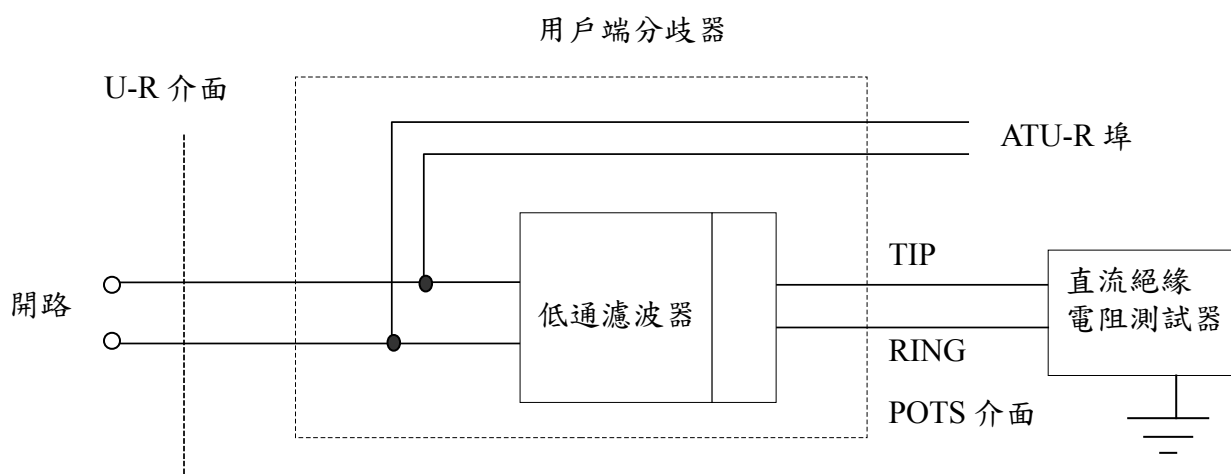 用戶端分歧器
U-R 介面
ATU-R 埠
TIP
開路
低通濾波器
直流絕緣
電阻測試器
RING
POTS 介面